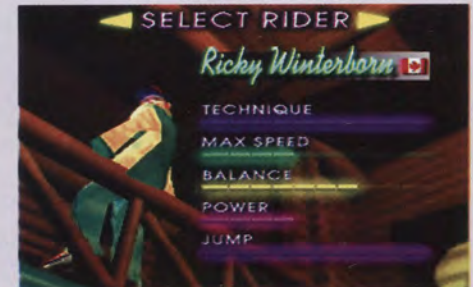 SELECT RIDER
Ricky Winterborn
TECHNIQUE
MAX SPEED
BALANCE
POWER
JUMP